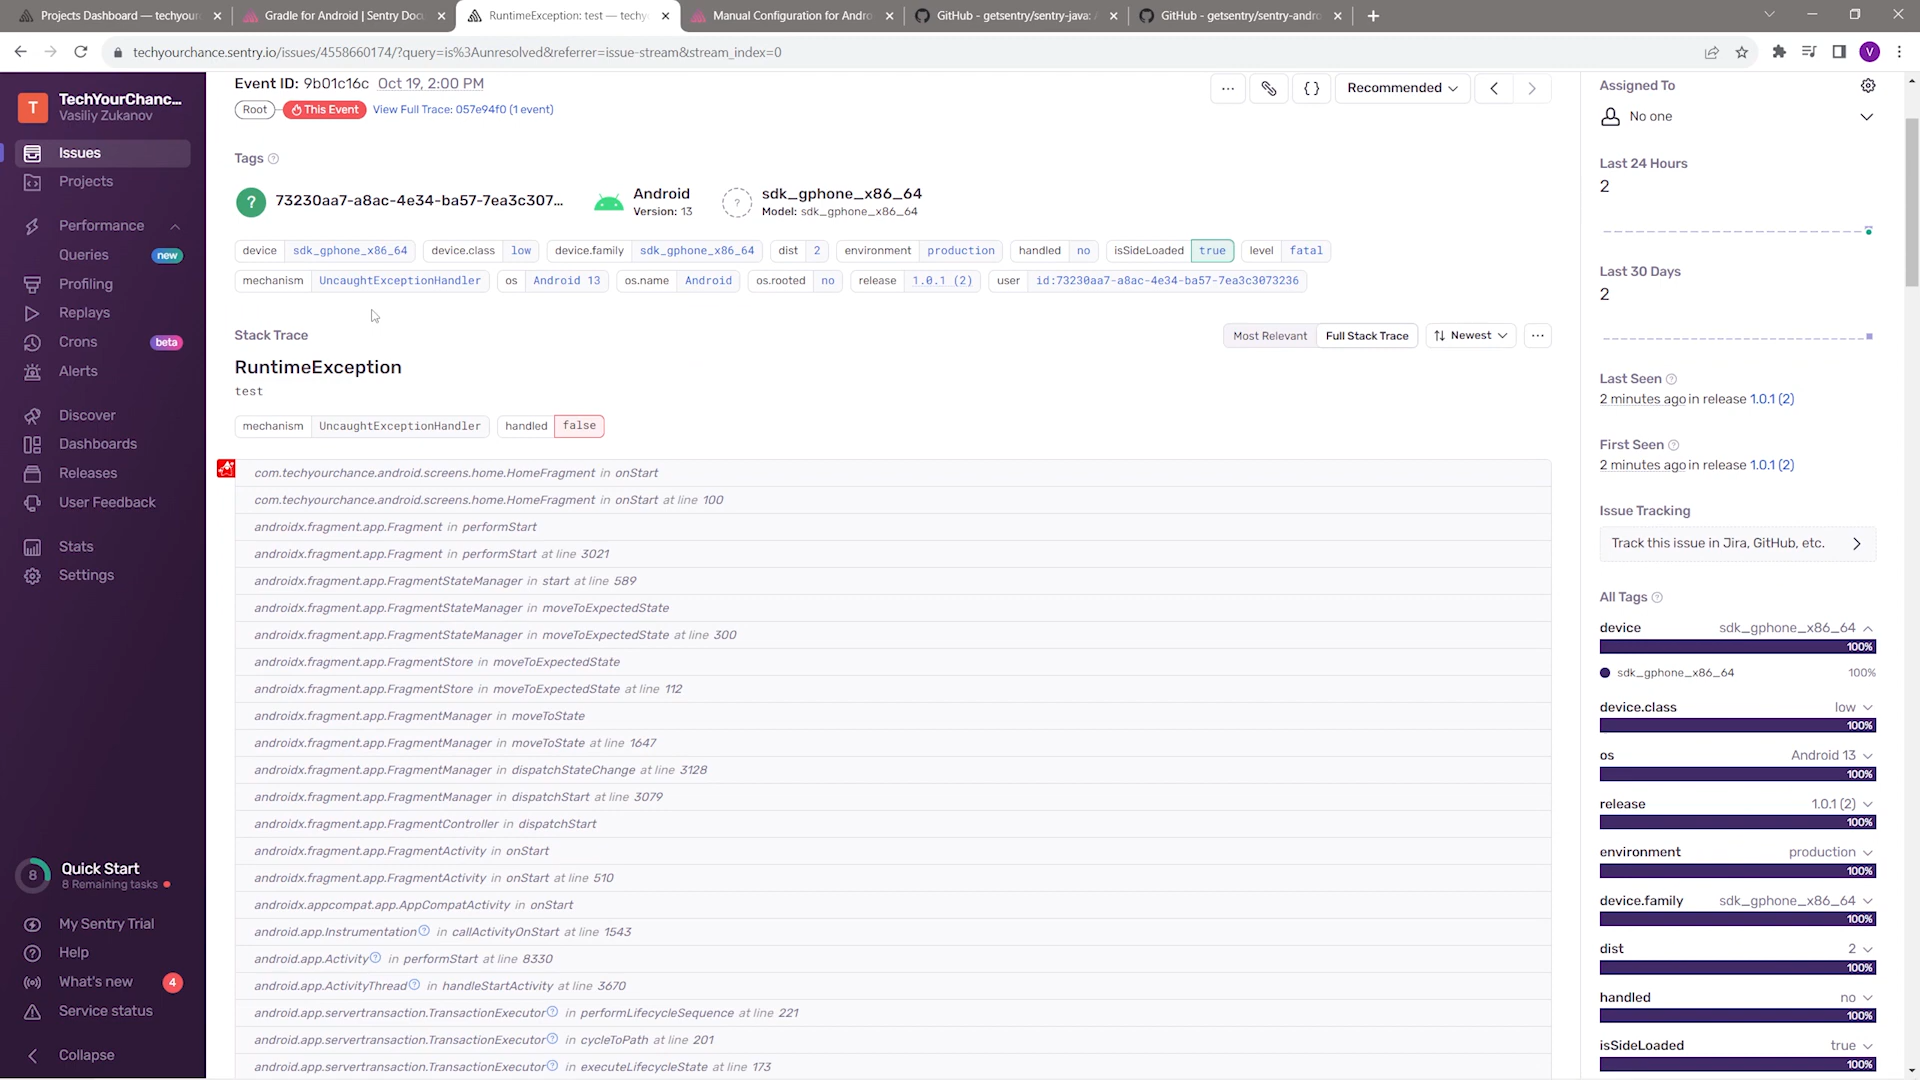 Projects Dashboard — techyour
Gradle for Android | Sentry Docu
RuntimeException: test — techy
Manual Configuration for Andro
GitHub - getsentry/sentry-java:
GitHub - getsentry/sentry-andro
techyourchance.sentry.io/issues/4558660174/?query=is%3Aunresolved&referrer=issue-stream&stream_index=0
V
T
TechYourChanc...
Vasiliy Zukanov
Issues
Projects
Performance
Queries new
Profiling
Replays
Crons beta
Alerts
Discover
Dashboards
Releases
User Feedback
Stats
Settings
8
Quick Start
8 Remaining tasks
My Sentry Trial
Help
What's new 4
Service status
Collapse
Event ID: 9b01c16c Oct 19, 2:00 PM
Recommended
Root This Event View Full Trace: 057e94f0 (1 event)
Tags
? 73230aa7-a8ac-4e34-ba57-7ea3c307...
Android
Version: 13
? sdk_gphone_x86_64
Model: sdk_gphone_x86_64
device sdk_gphone_x86_64 device.class low device.family sdk_gphone_x86_64 dist 2 environment production handled no isSideLoaded true level fatal
mechanism UncaughtExceptionHandler os Android 13 os.name Android os.rooted no release 1.0.1 (2) user id:73230aa7-a8ac-4e34-ba57-7ea3c3073236
Stack Trace
Most Relevant Full Stack Trace Newest
RuntimeException
test
mechanism UncaughtExceptionHandler handled false
com.techyourchance.android.screens.home.HomeFragment in onStart
com.techyourchance.android.screens.home.HomeFragment in onStart at line 100
androidx.fragment.app.Fragment in performStart
androidx.fragment.app.Fragment in performStart at line 3021
androidx.fragment.app.FragmentStateManager in start at line 589
androidx.fragment.app.FragmentStateManager in moveToExpectedState
androidx.fragment.app.FragmentStateManager in moveToExpectedState at line 300
androidx.fragment.app.FragmentStore in moveToExpectedState
androidx.fragment.app.FragmentStore in moveToExpectedState at line 112
androidx.fragment.app.FragmentManager in moveToState
androidx.fragment.app.FragmentManager in moveToState at line 1647
androidx.fragment.app.FragmentManager in dispatchStateChange at line 3128
androidx.fragment.app.FragmentManager in dispatchStart at line 3079
androidx.fragment.app.FragmentController in dispatchStart
androidx.fragment.app.FragmentActivity in onStart
androidx.fragment.app.FragmentActivity in onStart at line 510
androidx.appcompat.app.AppCompatActivity in onStart
android.app.Instrumentation in callActivityOnStart at line 1543
android.app.Activity in performStart at line 8330
android.app.ActivityThread in handleStartActivity at line 3670
android.app.servertransaction.TransactionExecutor in performLifecycleSequence at line 221
android.app.servertransaction.TransactionExecutor in cycleToPath at line 201
android.app.servertransaction.TransactionExecutor in executeLifecycleState at line 173
Assigned To
No one
Last 24 Hours
2
Last 30 Days
2
Last Seen
2 minutes ago in release 1.0.1 (2)
First Seen
2 minutes ago in release 1.0.1 (2)
Issue Tracking
Track this issue in Jira, GitHub, etc.
All Tags
device sdk_gphone_x86_64
100%
sdk_gphone_x86_64 100%
device.class low
100%
os Android 13
100%
release 1.0.1 (2)
100%
environment production
100%
device.family sdk_gphone_x86_64
100%
dist 2
100%
handled no
100%
isSideLoaded true
100%